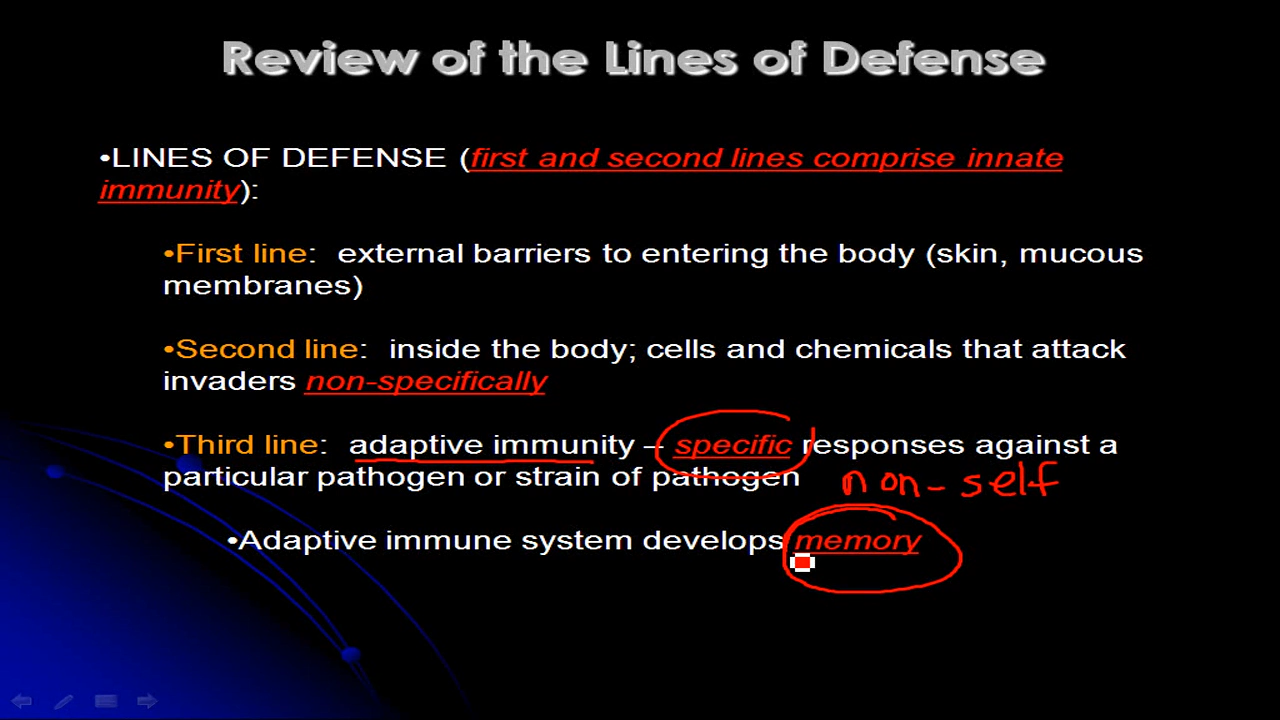 Review of the Lines of Defense
•LINES OF DEFENSE (first and second lines comprise innate
immunity):
•First line:  external barriers to entering the body (skin, mucous
membranes)
•Second line:  inside the body; cells and chemicals that attack
invaders non-specifically
•Third line:  adaptive immunity – specific responses against a
particular pathogen or strain of pathogen
non-self
•Adaptive immune system develops memory